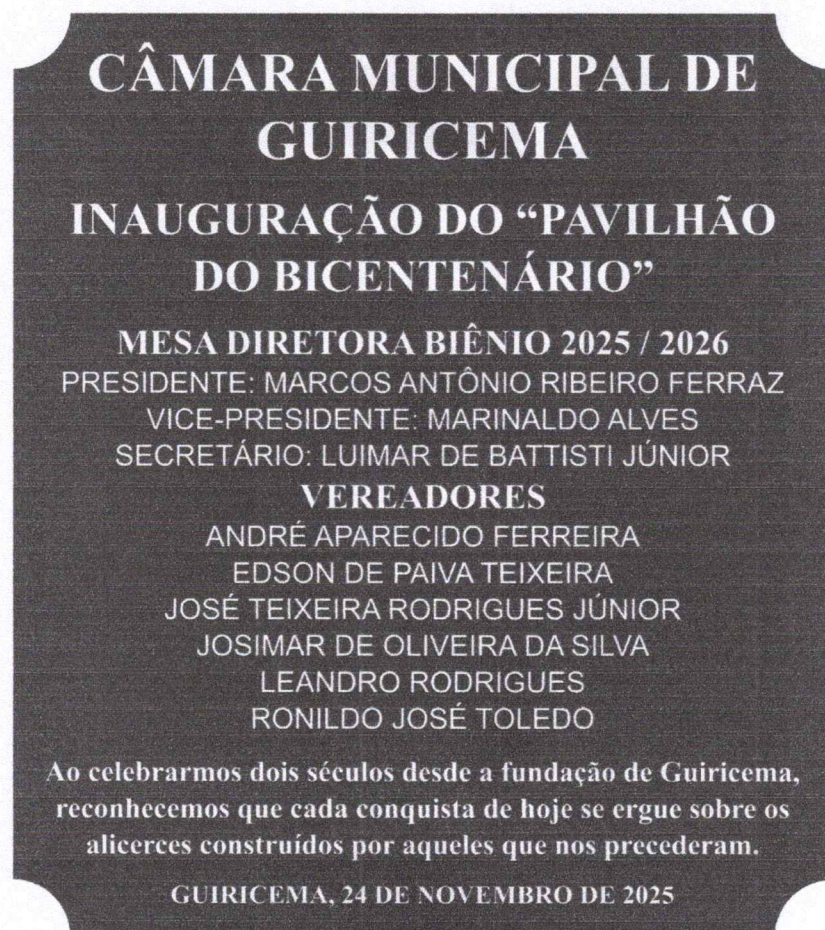 CÂMARA MUNICIPAL DE
GUIRICEMA
INAUGURAÇÃO DO “PAVILHÃO
DO BICENTENÁRIO”
MESA DIRETORA BIÊNIO 2025 / 2026
PRESIDENTE: MARCOS ANTÔNIO RIBEIRO FERRAZ
VICE-PRESIDENTE: MARINALDO ALVES
SECRETÁRIO: LUIMAR DE BATTISTI JÚNIOR
VEREADORES
ANDRÉ APARECIDO FERREIRA
EDSON DE PAIVA TEIXEIRA
JOSÉ TEIXEIRA RODRIGUES JÚNIOR
JOSIMAR DE OLIVEIRA DA SILVA
LEANDRO RODRIGUES
RONILDO JOSÉ TOLEDO
Ao celebrarmos dois séculos desde a fundação de Guiricema,
reconhecemos que cada conquista de hoje se ergue sobre os
alicerces construídos por aqueles que nos precederam.
GUIRICEMA, 24 DE NOVEMBRO DE 2025